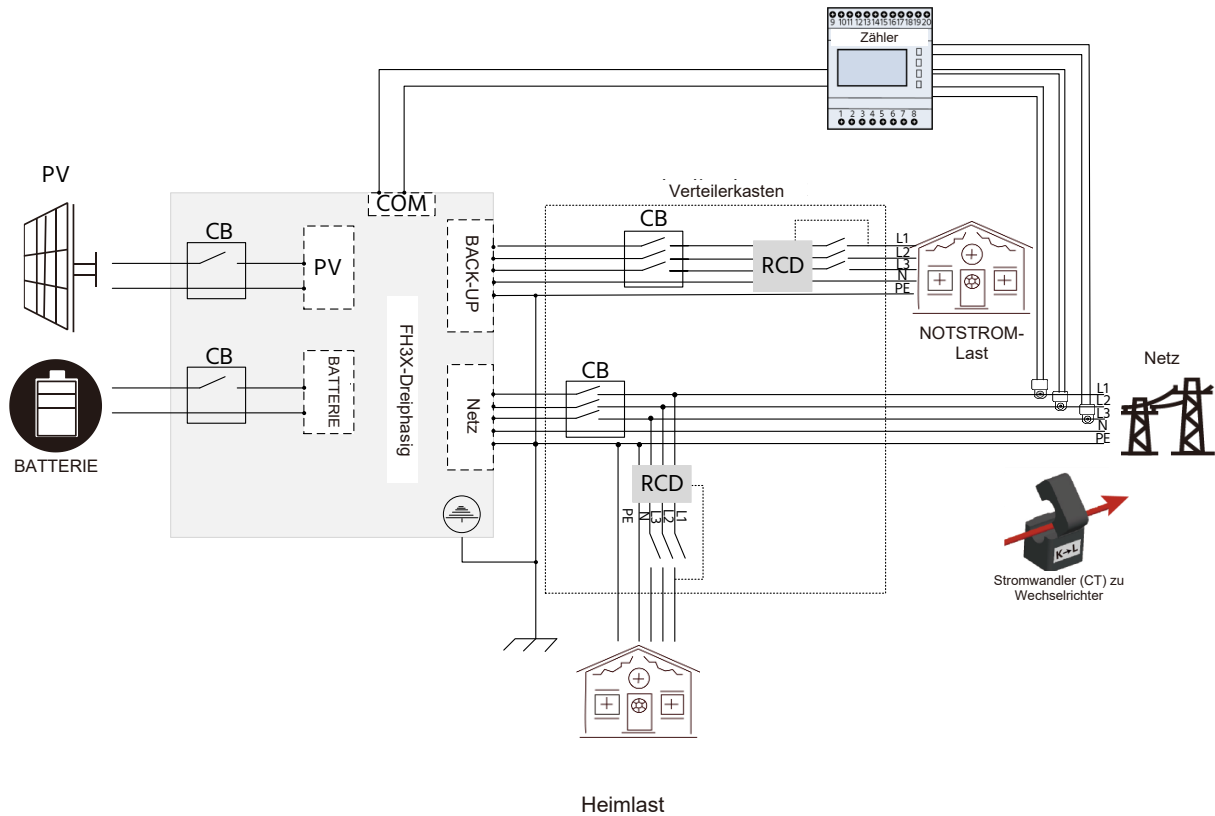 9 10 11 12 13 14 15 16 17 18 19 20
Zähler
1 2 3 4 5 6 7 8
PV
COM
Verteilerkasten
CB
CB
PV
BACK-UP
RCD
L1
L2
L3
N
PE
NOTSTROM-
Last
FH3X-Dreiphasig
CB
BATTERIE
BATTERIE
CB
Netz
Netz
L1
L2
L3
N
PE
RCD
PE
N
L3
L2
L1
K→L
Stromwandler (CT) zu
Wechselrichter
Heimlast